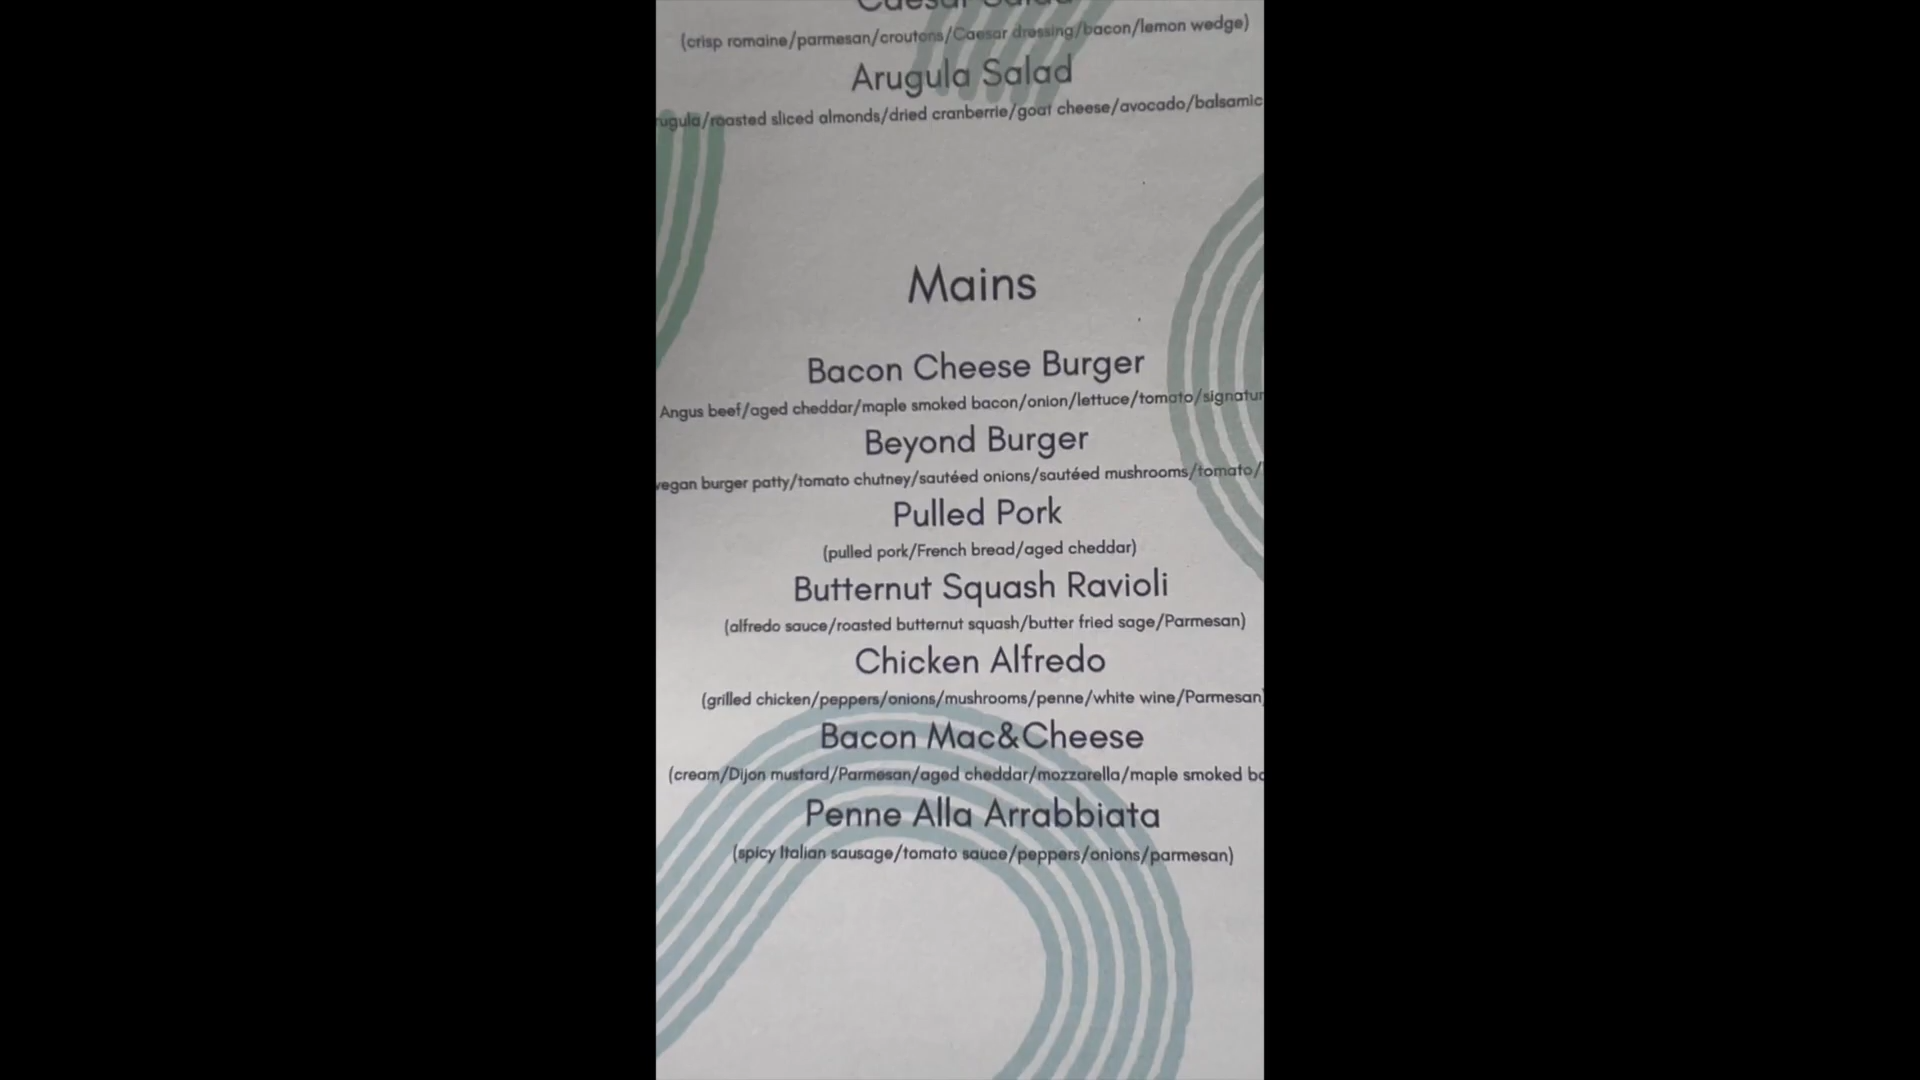 Caesar Salad
(crisp romaine/parmesan/croutons/Caesar dressing/bacon/lemon wedge)
Arugula Salad
rugula/roasted sliced almonds/dried cranberrie/goat cheese/avocado/balsamic
Mains
Bacon Cheese Burger
Angus beef/aged cheddar/maple smoked bacon/onion/lettuce/tomato/signatur
Beyond Burger
vegan burger patty/tomato chutney/sautéed onions/sautéed mushrooms/tomato/
Pulled Pork
(pulled pork/French bread/aged cheddar)
Butternut Squash Ravioli
(alfredo sauce/roasted butternut squash/butter fried sage/Parmesan)
Chicken Alfredo
(grilled chicken/peppers/onions/mushrooms/penne/white wine/Parmesan)
Bacon Mac&Cheese
(cream/Dijon mustard/Parmesan/aged cheddar/mozzarella/maple smoked ba
Penne Alla Arrabbiata
(spicy Italian sausage/tomato sauce/peppers/onions/parmesan)